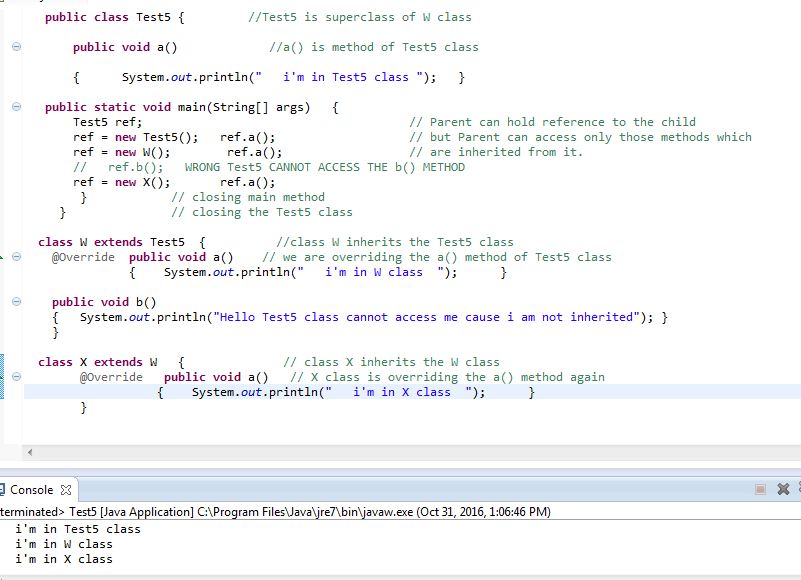 public class Test5 {         //Test5 is superclass of W class
public void a()             //a() is method of Test5 class
{      System.out.println("   i'm in Test5 class ");   }
public static void main(String[] args)   {
Test5 ref;                                      // Parent can hold reference to the child
ref = new Test5();   ref.a();                   // but Parent can access only those methods which
ref = new W();        ref.a();                  // are inherited from it.
//   ref.b();   WRONG Test5 CANNOT ACCESS THE b() METHOD
ref = new X();       ref.a();
}            // closing main method
}               // closing the Test5 class
class W extends Test5  {          //class W inherits the Test5 class
@Override  public void a()    // we are overriding the a() method of Test5 class
{    System.out.println("   i'm in W class  ");      }
public void b()
{   System.out.println("Hello Test5 class cannot access me cause i am not inherited"); }
}
class X extends W   {              // class X inherits the W class
@Override   public void a()   // X class is overriding the a() method again
{    System.out.println("   i'm in X class  ");      }
}
Console
terminated> Test5 [Java Application] C:\Program Files\Java\jre7\bin\javaw.exe (Oct 31, 2016, 1:06:46 PM)
i'm in Test5 class
i'm in W class
i'm in X class